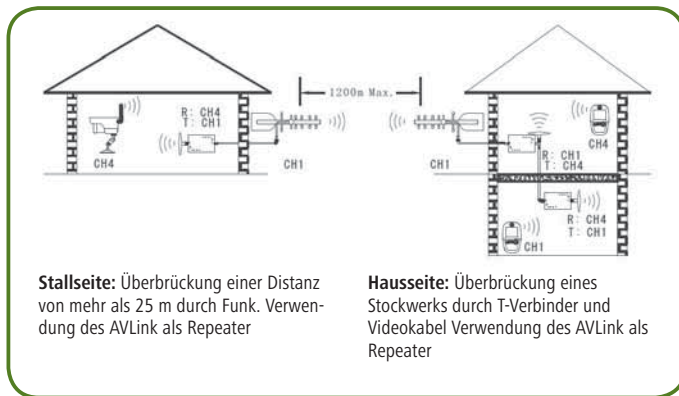 1200m Max.
R: CH4
T: CH1
CH4
CH1
CH1
R: CH1
T: CH4
CH4
R: CH4
T: CH1
CH1
Stallseite: Überbrückung einer Distanz
von mehr als 25 m durch Funk. Verwen-
dung des AVLink als Repeater
Hausseite: Überbrückung eines
Stockwerks durch T-Verbinder und
Videokabel Verwendung des AVLink als
Repeater